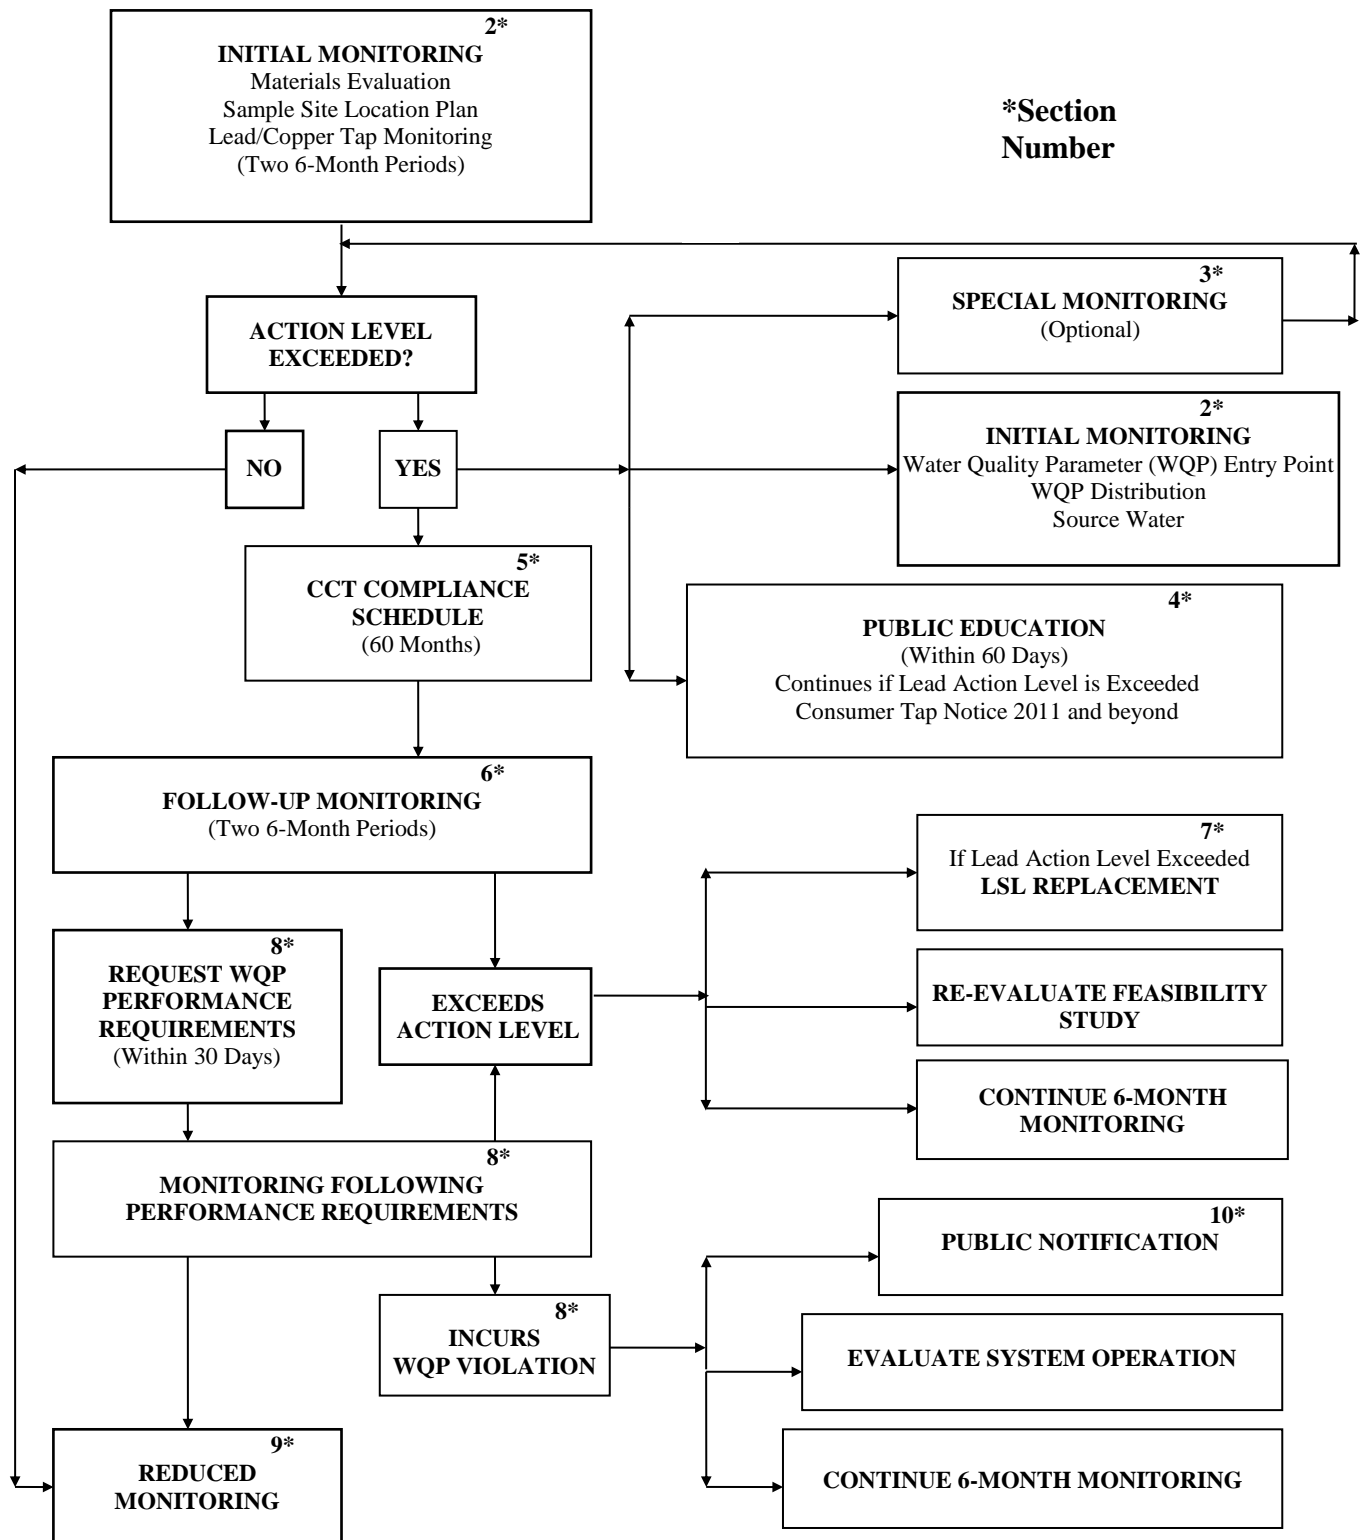 2*
INITIAL MONITORING
Materials Evaluation
Sample Site Location Plan
Lead/Copper Tap Monitoring
(Two 6-Month Periods)
*Section
Number
3*
SPECIAL MONITORING
(Optional)
ACTION LEVEL
EXCEEDED?
2*
INITIAL MONITORING
Water Quality Parameter (WQP) Entry Point
WQP Distribution
Source Water
NO
YES
5*
CCT COMPLIANCE
SCHEDULE
(60 Months)
4*
PUBLIC EDUCATION
(Within 60 Days)
Continues if Lead Action Level is Exceeded
Consumer Tap Notice 2011 and beyond
6*
FOLLOW-UP MONITORING
(Two 6-Month Periods)
7*
If Lead Action Level Exceeded
LSL REPLACEMENT
8*
REQUEST WQP
PERFORMANCE
REQUIREMENTS
(Within 30 Days)
EXCEEDS
ACTION LEVEL
RE-EVALUATE FEASIBILITY
STUDY
CONTINUE 6-MONTH
MONITORING
8*
MONITORING FOLLOWING
PERFORMANCE REQUIREMENTS
10*
PUBLIC NOTIFICATION
8*
INCURS
WQP VIOLATION
EVALUATE SYSTEM OPERATION
9*
REDUCED
MONITORING
CONTINUE 6-MONTH MONITORING